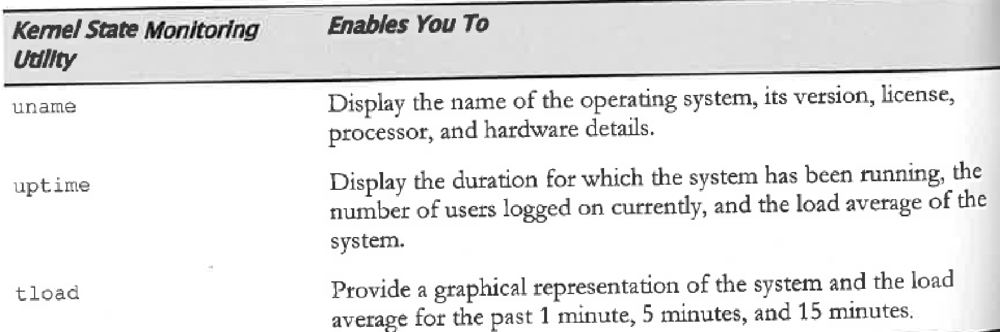 Kernel State Monitoring Utility
Enables You To
uname
Display the name of the operating system, its version, license,
processor, and hardware details.
uptime
Display the duration for which the system has been running, the
number of users logged on currently, and the load average of the
system.
tload
Provide a graphical representation of the system and the load
average for the past 1 minute, 5 minutes, and 15 minutes.